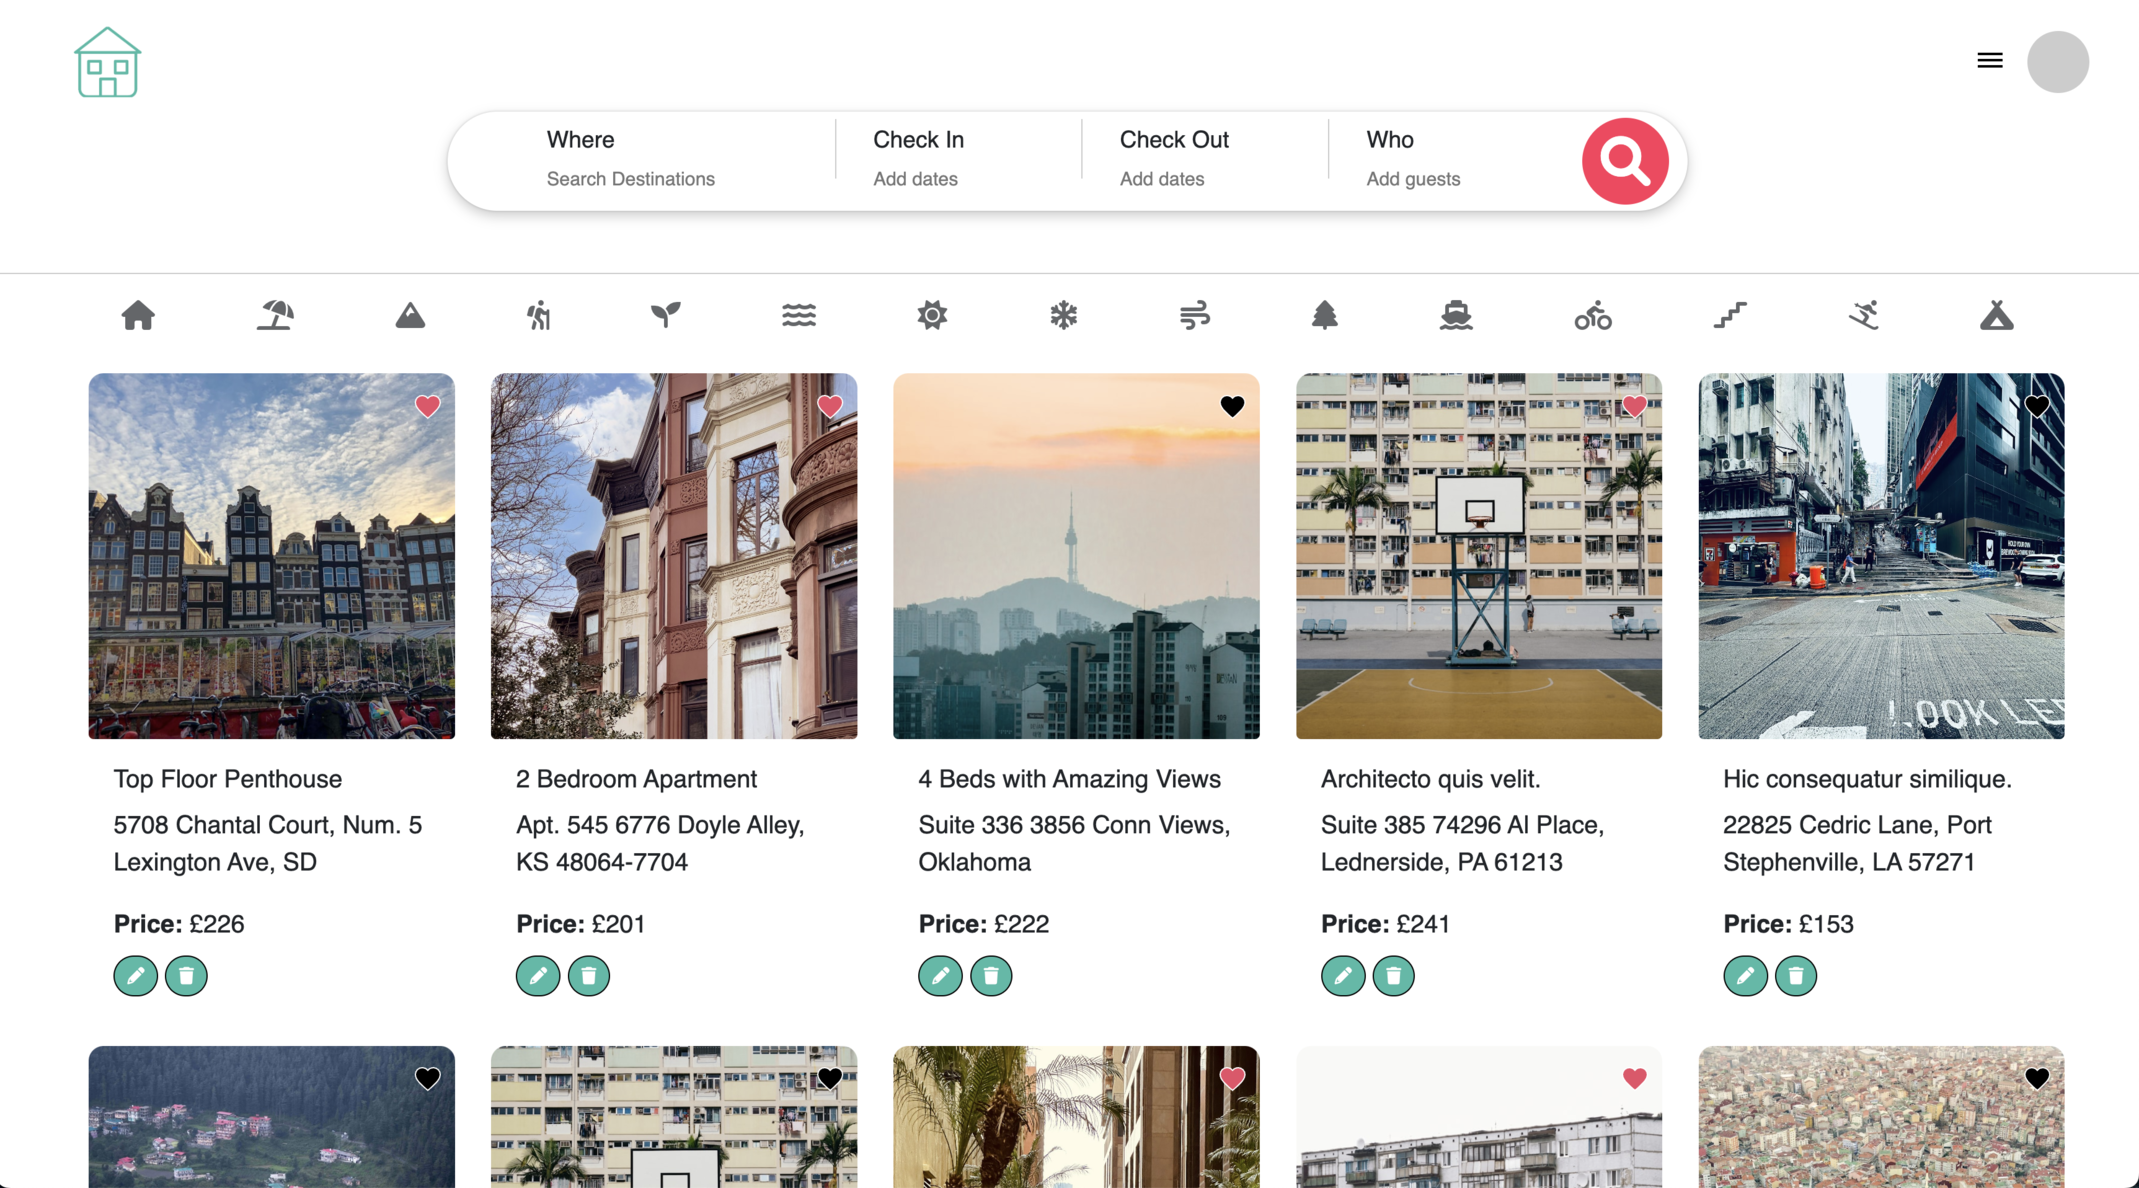 Where
Check In
Check Out
Who
Search Destinations
Add dates
Add dates
Add guests
Top Floor Penthouse
5708 Chantal Court, Num. 5
Lexington Ave, SD
Price: £226
2 Bedroom Apartment
Apt. 545 6776 Doyle Alley,
KS 48064-7704
Price: £201
4 Beds with Amazing Views
Suite 336 3856 Conn Views,
Oklahoma
Price: £222
Architecto quis velit.
Suite 385 74296 Al Place,
Lednerside, PA 61213
Price: £241
LOOK
Hic consequatur similique.
22825 Cedric Lane, Port
Stephenville, LA 57271
Price: £153